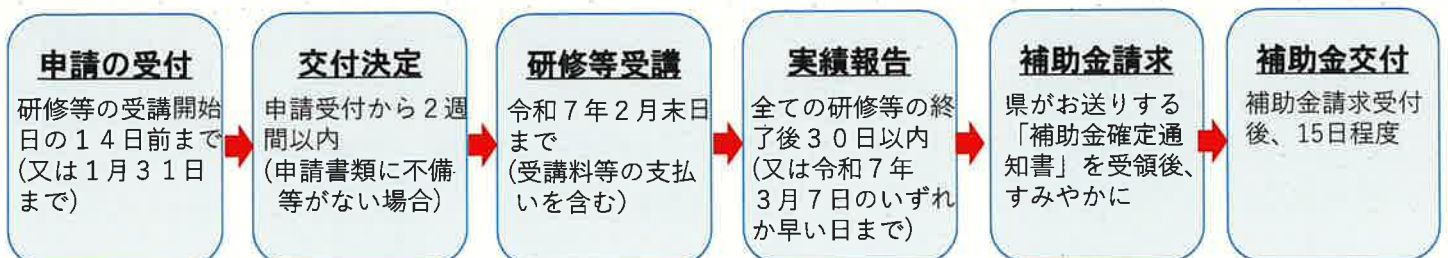 申請の受付
研修等の受講開始
日の１４日前まで
(又は１月３１日
まで)
交付決定
申請受付から２週
間以内
(申請書類に不備
等がない場合)
研修等受講
令和７年２月末日
まで
(受講料等の支払
いを含む)
実績報告
全ての研修等の終
了後３０日以内
(又は令和７年
３月７日のいずれ
か早い日まで)
補助金請求
県がお送りする
「補助金確定通
知書」を受領後、
すみやかに
補助金交付
補助金請求受付
後、15日程度